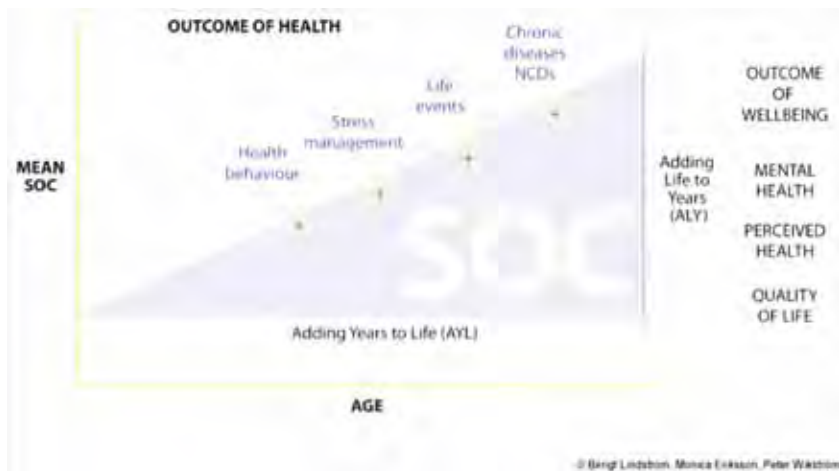 OUTCOME OF HEALTH
Chronic
diseases
NCDs
Life
events
Stress
management
Health
behaviour
MEAN
SOC
SOC
Adding
Life to
Years
(ALY)
OUTCOME
OF
WELLBEING
MENTAL
HEALTH
PERCEIVED
HEALTH
QUALITY
OF LIFE
Adding Years to Life (AYL)
AGE
© Bengt Lindström, Monica Eriksson, Peter Wikström